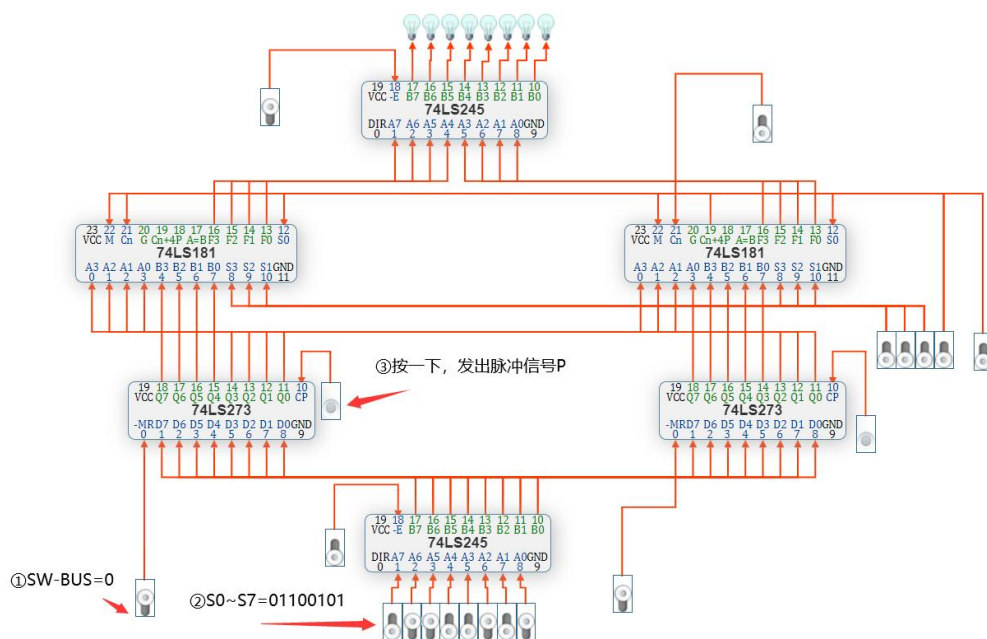 19 18 17 16 15 14 13 12 11 10
VCC -E B7 B6 B5 B4 B3 B2 B1 B0
74LS245
DIR A7 A6 A5 A4 A3 A2 A1 A0 GND
0 1 2 3 4 5 6 7 8 9
23 22 21 20 19 18 17 16 15 14 13 12
VCC M Cn G Cn+4P A=B F3 F2 F1 F0 S0
74LS181
A3 A2 A1 A0 B3 B2 B1 B0 S3 S2 S1 GND
0 1 2 3 4 5 6 7 8 9 10 11
23 22 21 20 19 18 17 16 15 14 13 12
VCC M Cn G Cn+4P A=B F3 F2 F1 F0 S0
74LS181
A3 A2 A1 A0 B3 B2 B1 B0 S3 S2 S1 GND
0 1 2 3 4 5 6 7 8 9 10 11
③按一下，发出脉冲信号P
19 18 17 16 15 14 13 12 11 10
VCC Q7 Q6 Q5 Q4 Q3 Q2 Q1 Q0 CP
74LS273
-MR D7 D6 D5 D4 D3 D2 D1 D0 GND
0 1 2 3 4 5 6 7 8 9
19 18 17 16 15 14 13 12 11 10
VCC Q7 Q6 Q5 Q4 Q3 Q2 Q1 Q0 CP
74LS273
-MR D7 D6 D5 D4 D3 D2 D1 D0 GND
0 1 2 3 4 5 6 7 8 9
19 18 17 16 15 14 13 12 11 10
VCC -E B7 B6 B5 B4 B3 B2 B1 B0
74LS245
DIR A7 A6 A5 A4 A3 A2 A1 A0 GND
0 1 2 3 4 5 6 7 8 9
①SW-BUS=0
②S0~S7=01100101